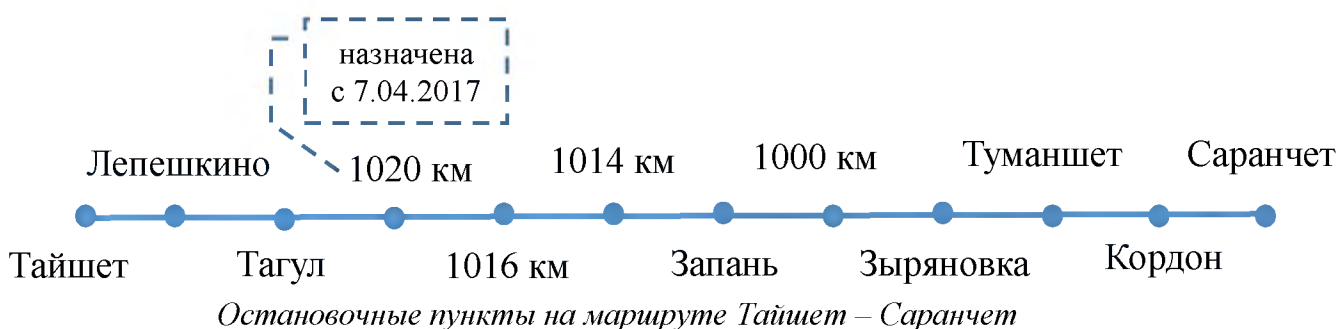 назначена
с 7.04.2017
Лепешкино
1020 км
1014 км
1000 км
Туманшет
Саранчет
Тайшет
Тагул
1016 км
Запань
Зыряновка
Кордон
Остановочные пункты на маршруте Тайшет – Саранчет